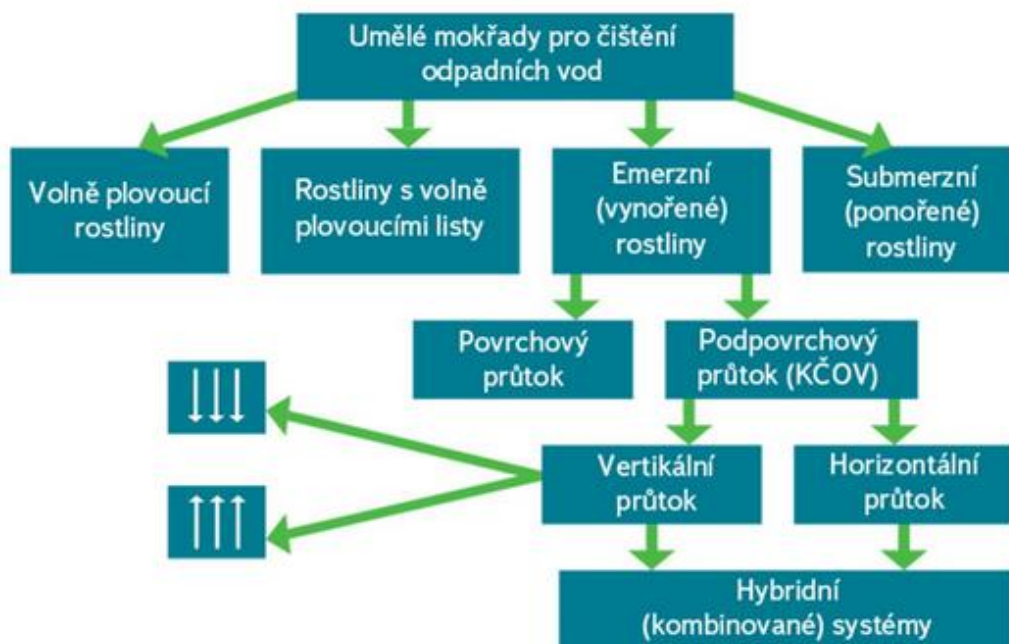 Umělé mokřady pro čištění
odpadních vod
Volně plovoucí
rostliny
Rostliny s volně
plovoucími listy
Emerzní
(vynořené)
rostliny
Submerzní
(ponořené)
rostliny
Povrchový
průtok
Podpovrchový
průtok (KČOV)
Vertikální
průtok
Horizontální
průtok
Hybridní
(kombinované) systémy